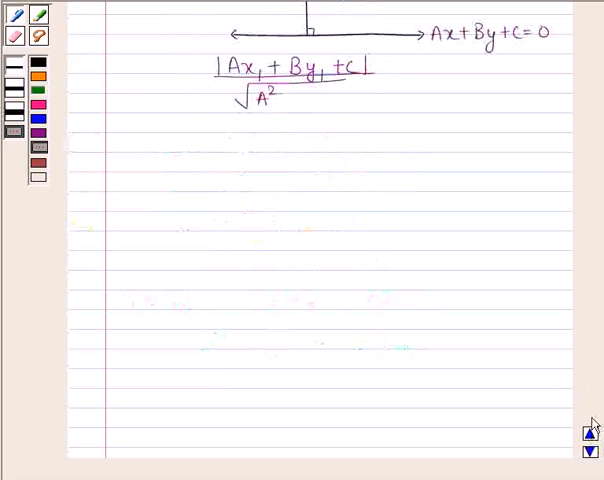 Ax+By+C=0
|Ax₁ + By₁ +C|
√A²